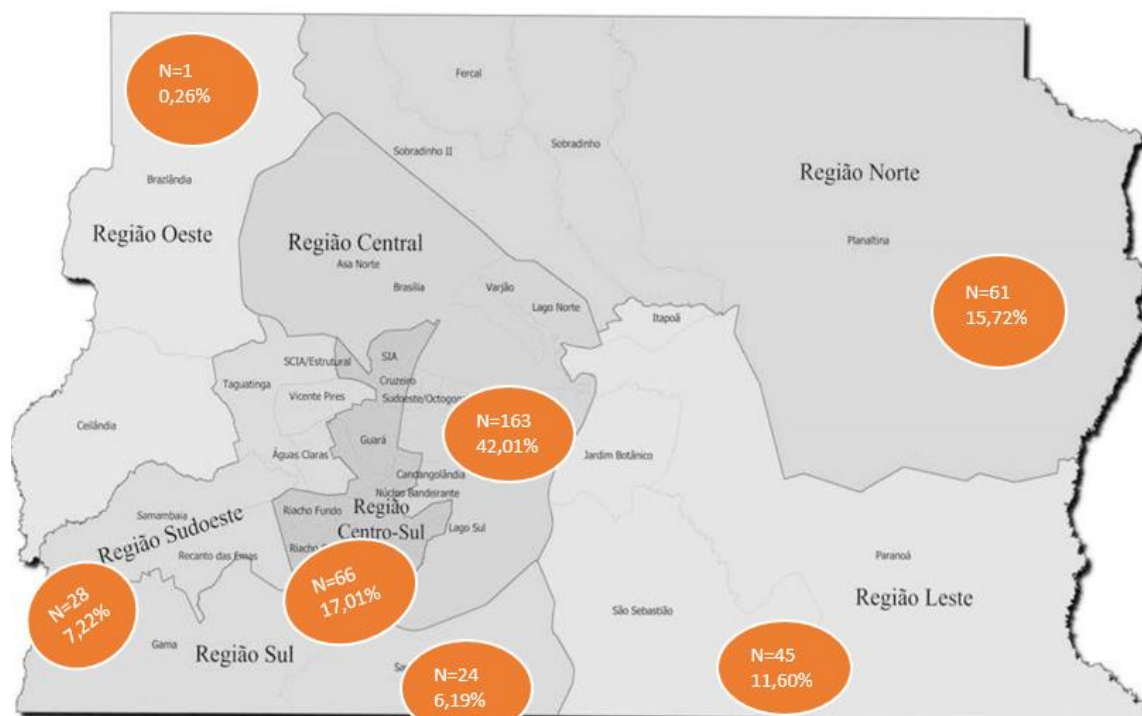 N=1
0,26%
Fercal
Sobradinho II
Sobradinho
Região Norte
Brazlândia
Região Oeste
Região Central
Asa Norte
Brasília
Varjão
Lago Norte
Planaltina
N=61
15,72%
Itapoã
SCIA/Estrutural
SIA
Taguatinga
Cruzeiro
Vicente Pires
Sudoeste/Octogonal
N=163
42,01%
Ceilândia
Guará
Águas Claras
Jardim Botânico
Candangolândia
Núcleo Bandeirante
Samambaia
Riacho Fundo
Região
Centro-Sul
Lago Sul
Região Sudoeste
Recanto das Emas
Riacho
Paranoá
N=28
7,22%
N=66
17,01%
São Sebastião
Região Leste
Gama
Região Sul
N=24
6,19%
N=45
11,60%